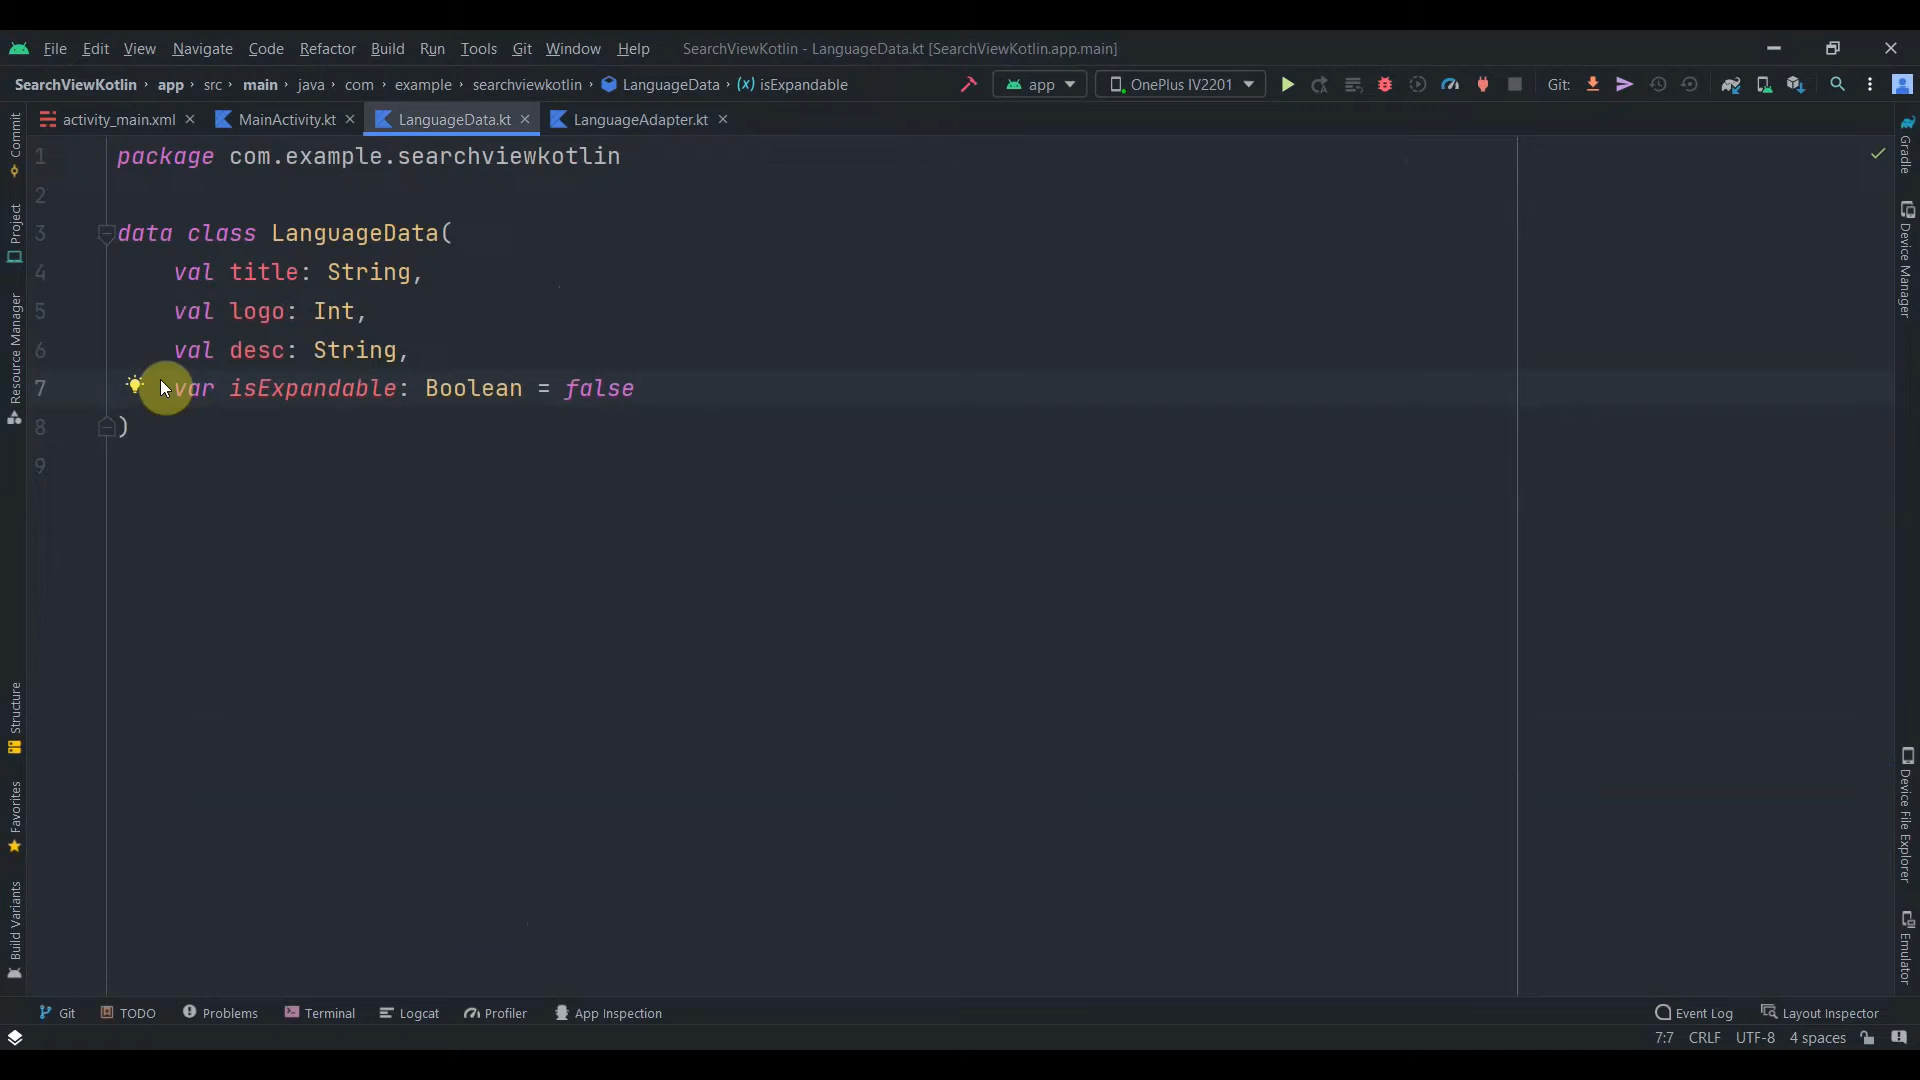 File Edit View Navigate Code Refactor Build Run Tools Git Window Help SearchViewKotlin - LanguageData.kt [SearchViewKotlin.app.main]
SearchViewKotlin › app › src › main › java › com › example › searchviewkotlin › LanguageData › (x) isExpandable app OnePlus IV2201 Git:
activity_main.xml MainActivity.kt LanguageData.kt LanguageAdapter.kt
1 package com.example.searchviewkotlin
2
3 data class LanguageData(
4 val title: String,
5 val logo: Int,
6 val desc: String,
7 var isExpandable: Boolean = false
8 )
9
Commit
Project
Resource Manager
Structure
Favorites
Build Variants
Gradle
Device Manager
Device File Explorer
Emulator
Git TODO Problems Terminal Logcat Profiler App Inspection Event Log Layout Inspector
7:7 CRLF UTF-8 4 spaces